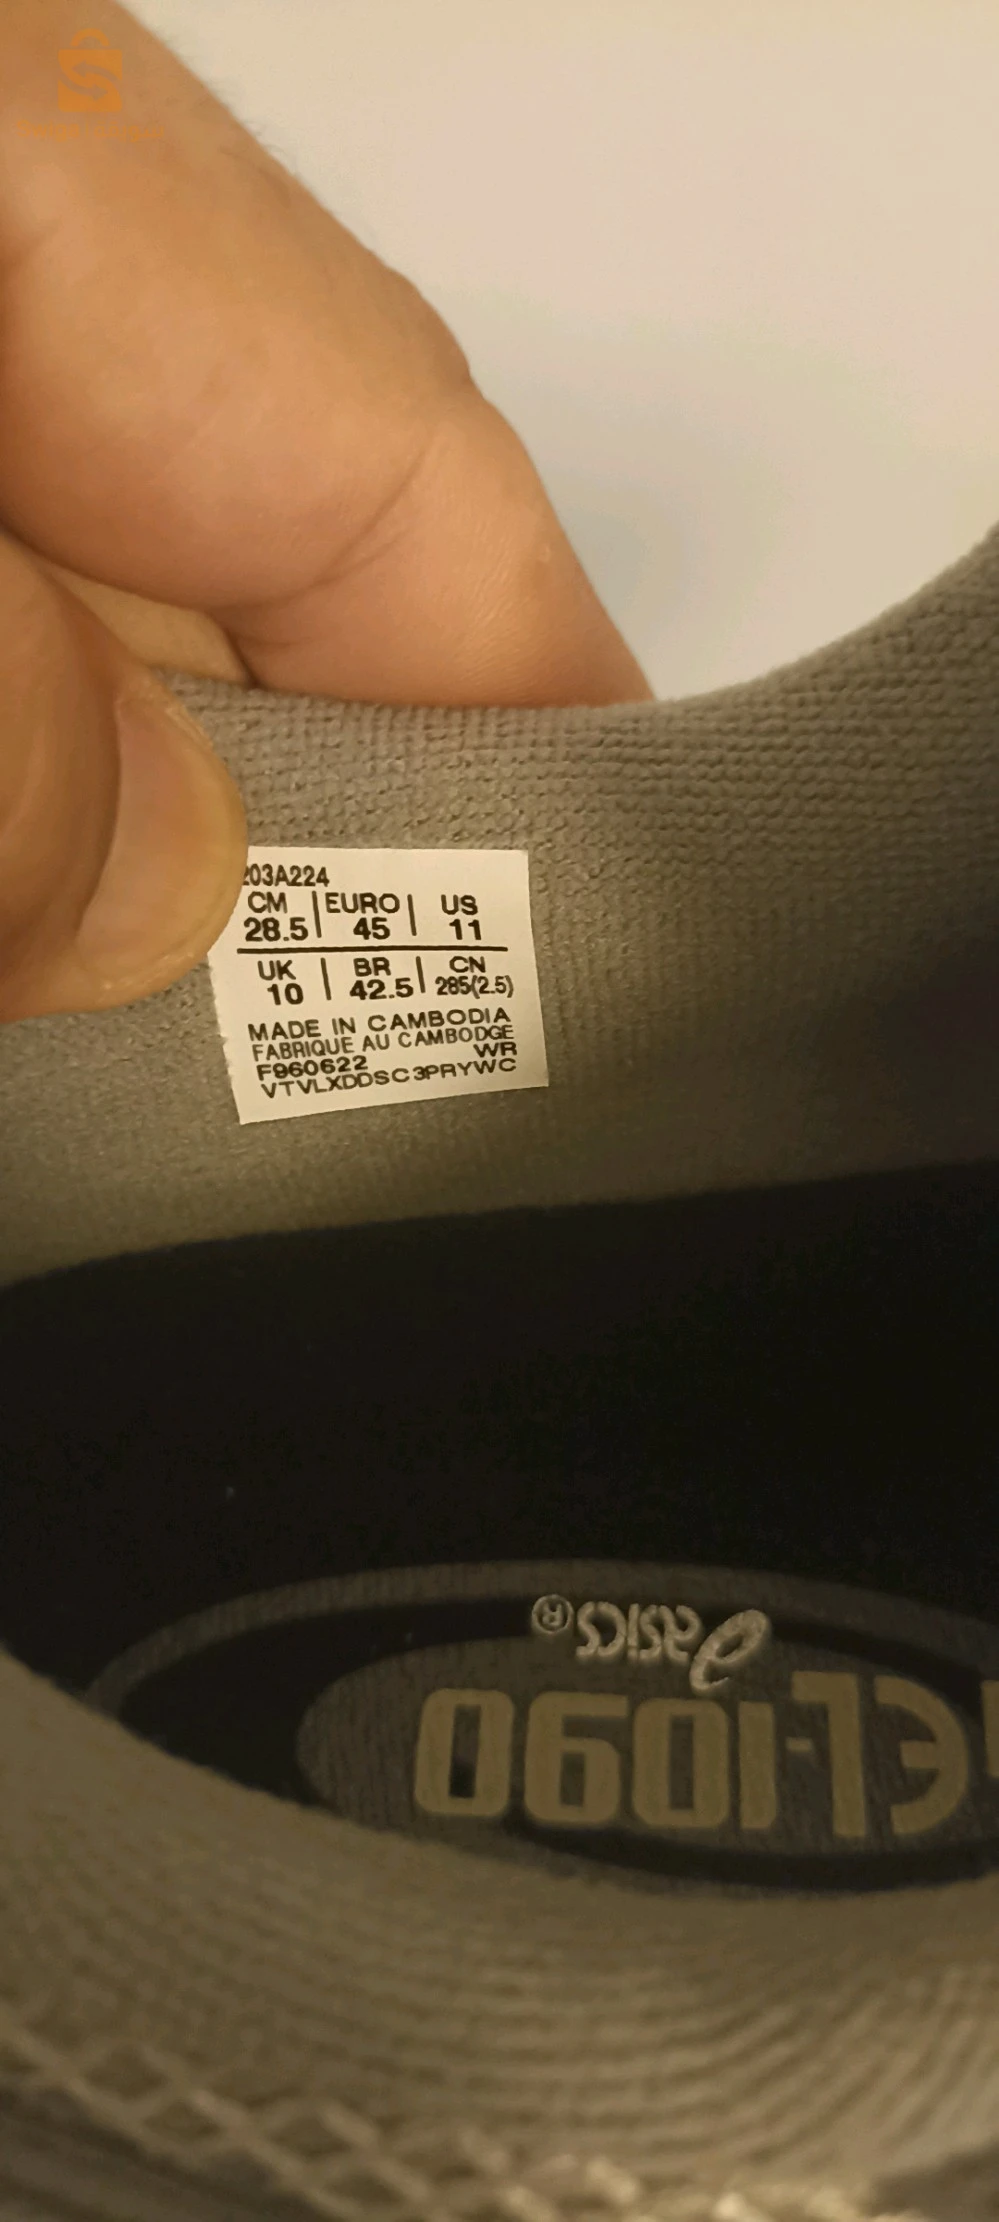 203A224
CM | EURO | US
28.5 | 45 | 11
UK | BR | CN
10 | 42.5 | 285(2.5)
MADE IN CAMBODIA
FABRIQUE AU CAMBODGE
F960622 WR
VTVLXDDSC3PRYWC
asics®
GEL-1090